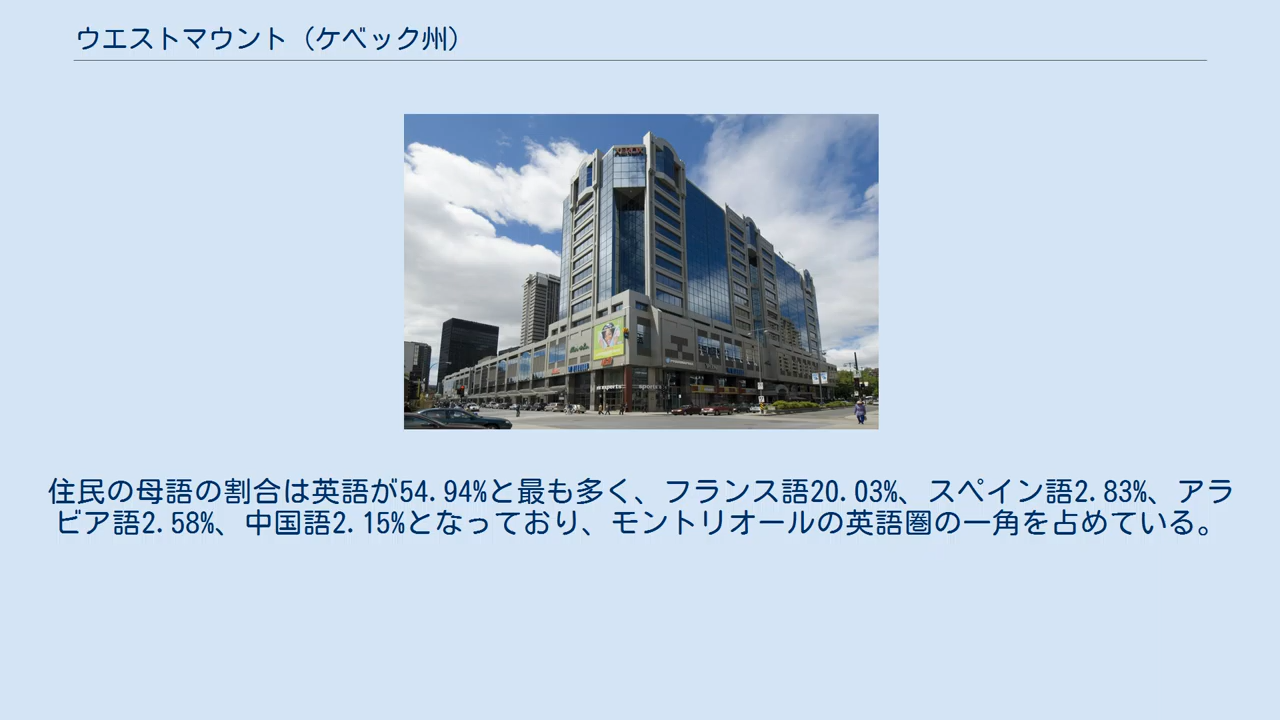 ウエストマウント（ケベック州）
住民の母語の割合は英語が54.94%と最も多く、フランス語20.03%、スペイン語2.83%、アラ
ビア語2.58%、中国語2.15%となっており、モントリオールの英語圏の一角を占めている。